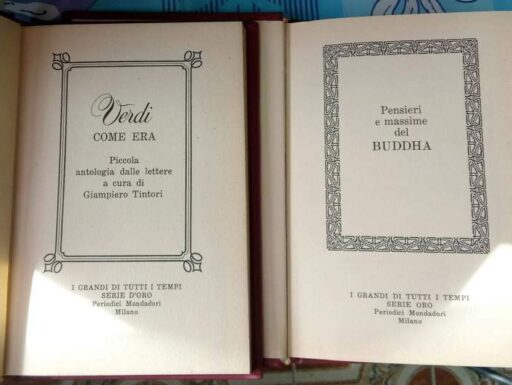 Verdi
COME ERA
Piccola
antologia dalle lettere
a cura di
Giampiero Tintori
I GRANDI DI TUTTI I TEMPI
SERIE D'ORO
Periodici Mondadori
Milano
Pensieri
e massime
del
BUDDHA
I GRANDI DI TUTTI I TEMPI
SERIE ORO
Periodici Mondadori
Milano